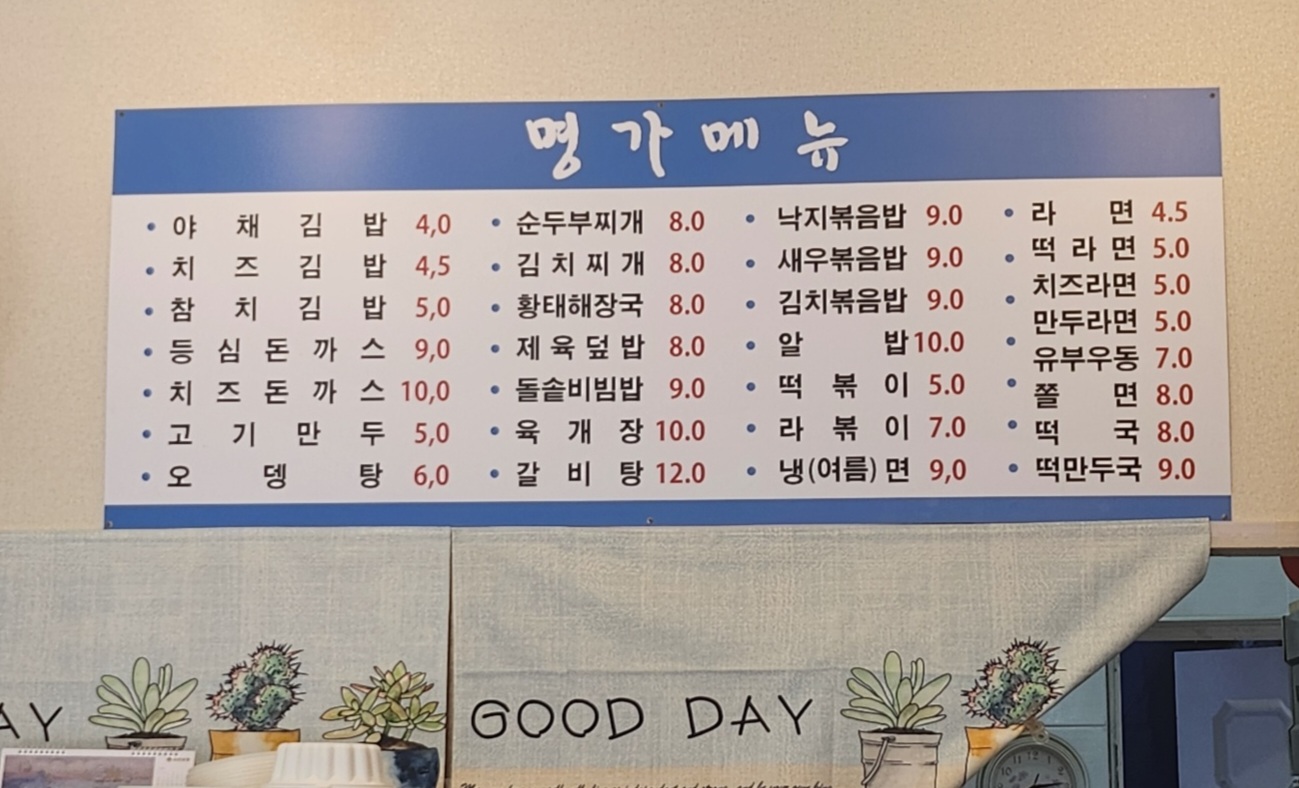 명가메뉴
• 야채김밥 4,0
• 치즈김밥 4,5
• 참치김밥 5,0
• 등심돈까스 9,0
• 치즈돈까스 10,0
• 고기만두 5,0
• 오뎅탕 6,0
• 순두부찌개 8.0
• 김치찌개 8.0
• 황태해장국 8.0
• 제육덮밥 8.0
• 돌솥비빔밥 9.0
• 육개장 10.0
• 갈비탕 12.0
• 낙지볶음밥 9.0
• 새우볶음밥 9.0
• 김치볶음밥 9.0
• 알밥 10.0
• 떡볶이 5.0
• 라볶이 7.0
• 냉(여름)면 9,0
• 라면 4.5
• 떡라면 5.0
• 치즈라면 5.0
만두라면 5.0
• 유부우동 7.0
• 쫄면 8.0
• 떡국 8.0
• 떡만두국 9.0
AY
GOOD DAY